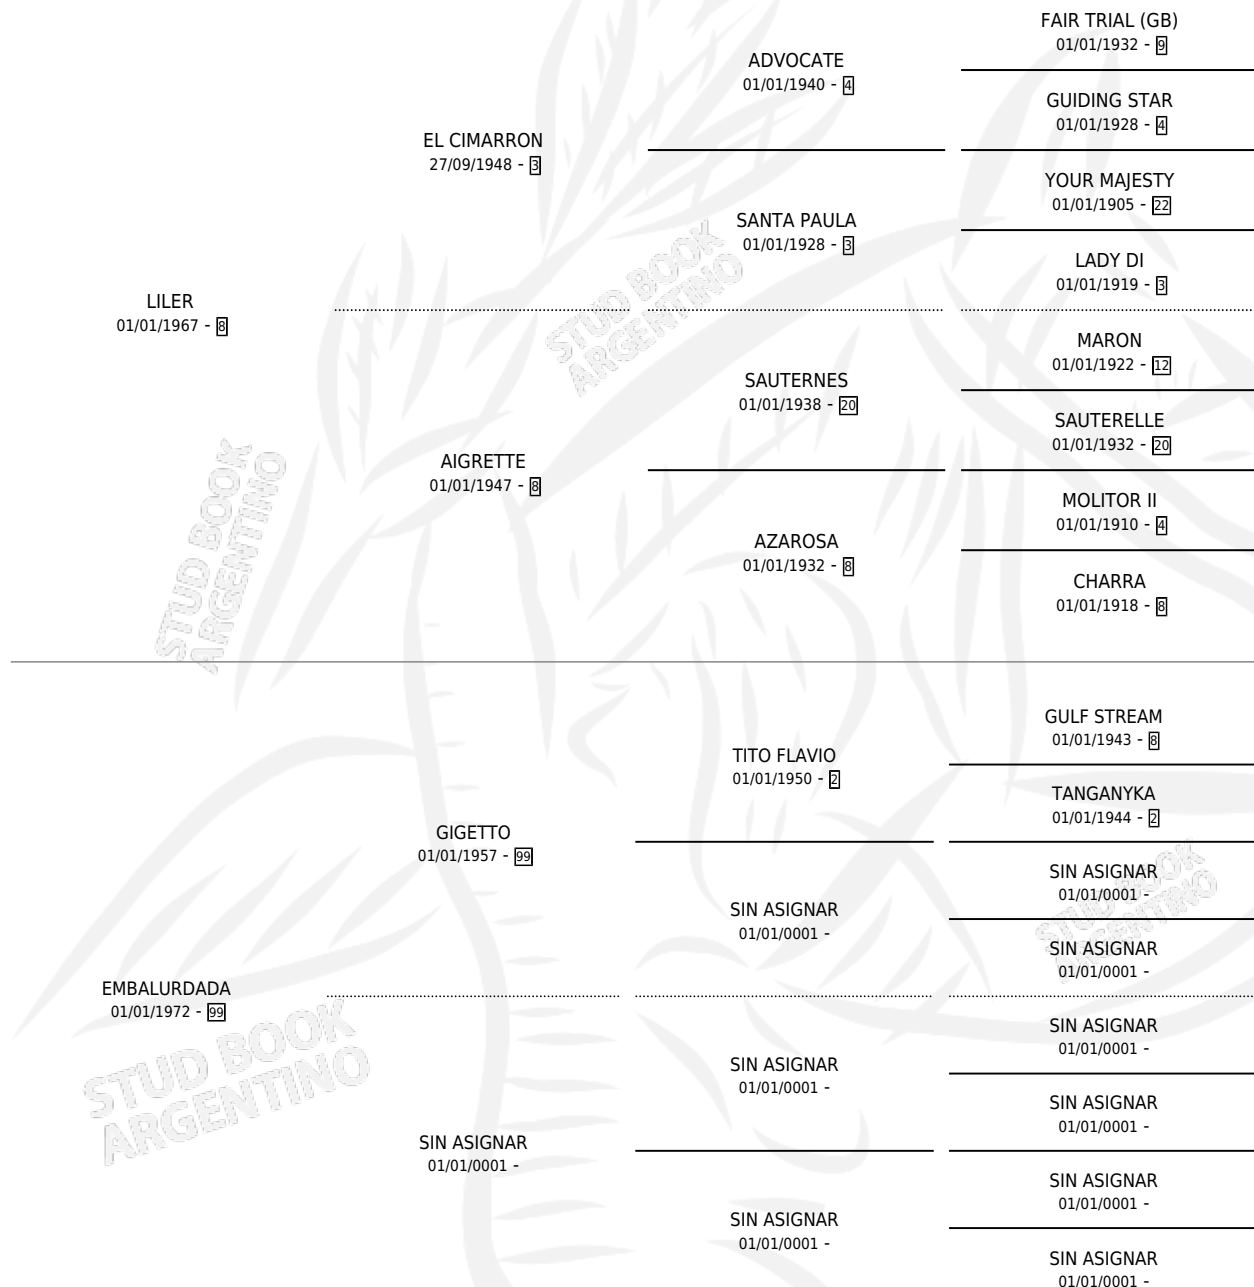 FAIR TRIAL (GB)
01/01/1932 - 9
ADVOCATE
01/01/1940 - 4
GUIDING STAR
01/01/1928 - 4
EL CIMARRON
27/09/1948 - 3
YOUR MAJESTY
01/01/1905 - 22
SANTA PAULA
01/01/1928 - 3
LADY DI
01/01/1919 - 3
LILER
01/01/1967 - 8
MARON
01/01/1922 - 12
SAUTERNES
01/01/1938 - 20
SAUTERELLE
01/01/1932 - 20
AIGRETTE
01/01/1947 - 8
MOLITOR II
01/01/1910 - 4
AZAROSA
01/01/1932 - 8
CHARRA
01/01/1918 - 8
GULF STREAM
01/01/1943 - 8
TITO FLAVIO
01/01/1950 - 2
TANGANYKA
01/01/1944 - 2
GIGETTO
01/01/1957 - 99
SIN ASIGNAR
01/01/0001 -
SIN ASIGNAR
01/01/0001 -
SIN ASIGNAR
01/01/0001 -
EMBALURDADA
01/01/1972 - 99
SIN ASIGNAR
01/01/0001 -
SIN ASIGNAR
01/01/0001 -
SIN ASIGNAR
01/01/0001 -
SIN ASIGNAR
01/01/0001 -
SIN ASIGNAR
01/01/0001 -
SIN ASIGNAR
01/01/0001 -
SIN ASIGNAR
01/01/0001 -
STUD BOOK
ARGENTINO
STUD BOOK
ARGENTINO
STUD BOOK
ARGENTINO
STUD BOOK
ARGENTINO